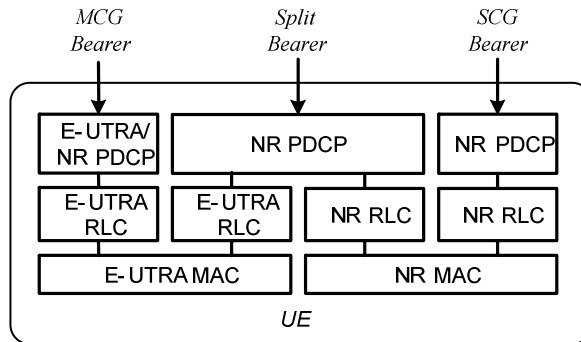 MCG Bearer
Split Bearer
SCG Bearer
E-UTRA/
NR PDCP
NR PDCP
NR PDCP
E-UTRA
RLC
E-UTRA
RLC
NR RLC
NR RLC
E-UTRA MAC
NR MAC
UE